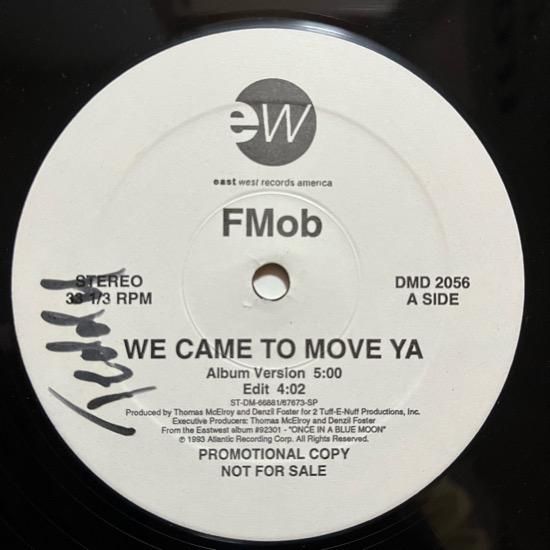 ew
east west records america
FMob
STEREO
33 1/3 RPM
DMD 2056
A SIDE
WE CAME TO MOVE YA
Album Version 5:00
Edit 4:02
ST-DM-66881/67673-SP
Produced by Thomas McElroy and Denzil Foster for 2 Tuff-E-Nuff Productions, Inc.
Executive Producers: Thomas McElroy and Denzil Foster
From the Eastwest album #92301 - "ONCE IN A BLUE MOON"
℗ 1993 Atlantic Recording Corp. All Rights Reserved.
PROMOTIONAL COPY
NOT FOR SALE